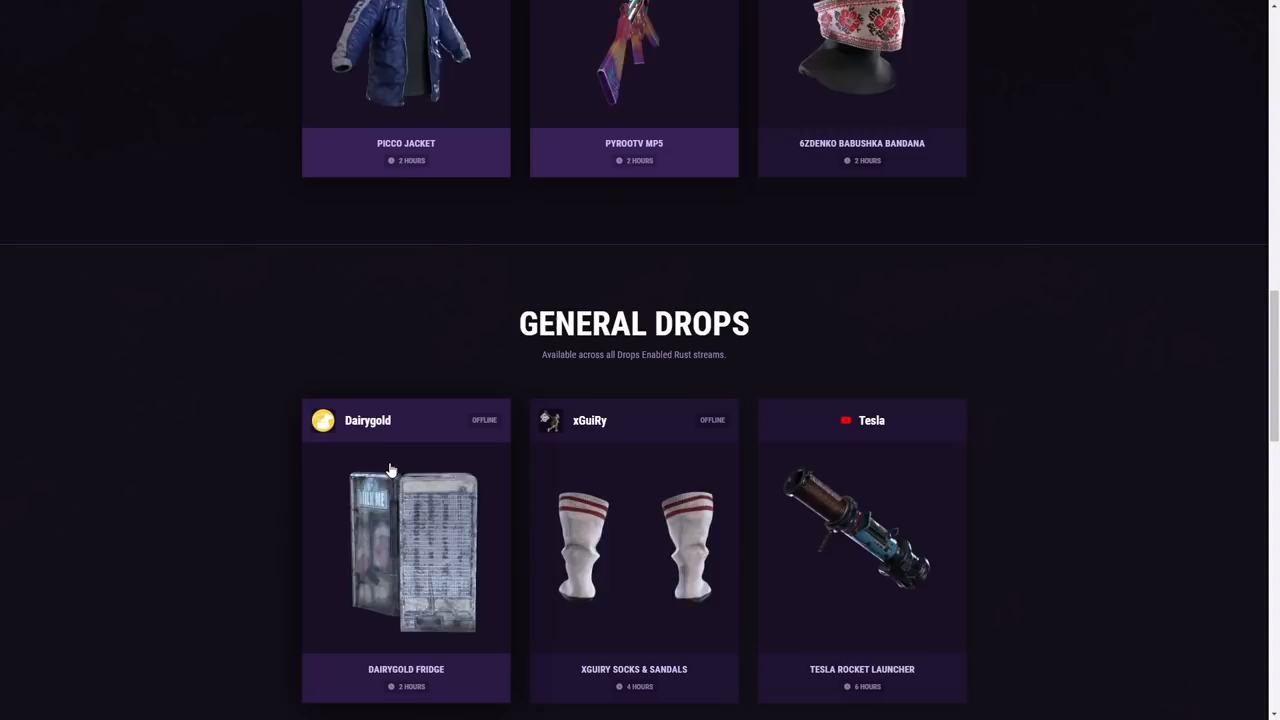 PICCO JACKET
2 HOURS
PYROOTV MP5
2 HOURS
6ZDENKO BABUSHKA BANDANA
2 HOURS
GENERAL DROPS
Available across all Drops Enabled Rust streams.
Dairygold
OFFLINE
xGuiRy
OFFLINE
Tesla
DAIRYGOLD FRIDGE
2 HOURS
XGUIRY SOCKS & SANDALS
4 HOURS
TESLA ROCKET LAUNCHER
6 HOURS